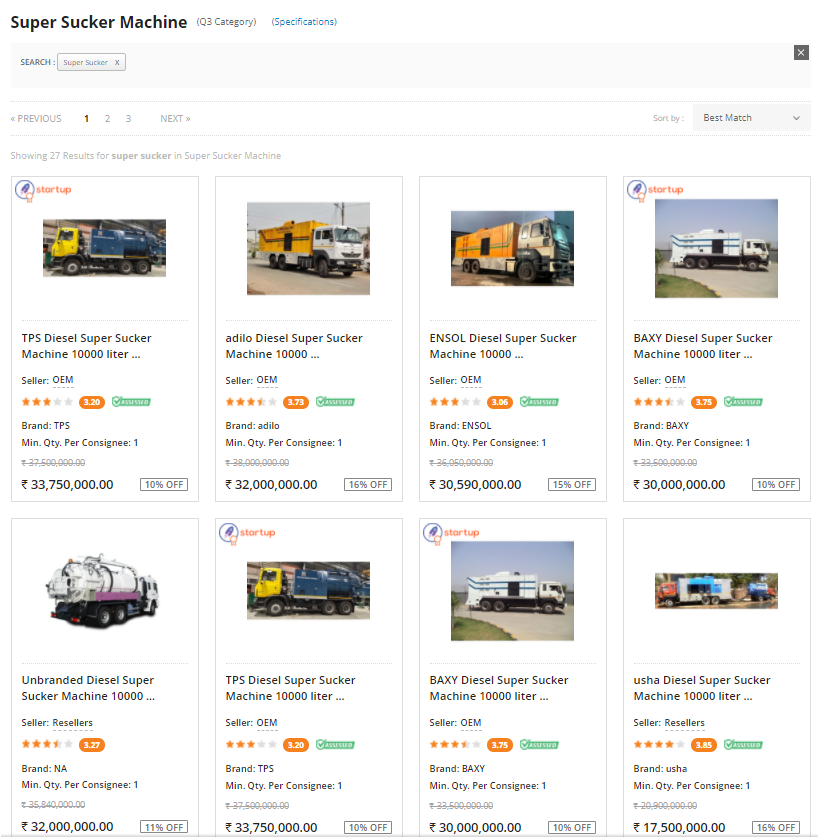 Super Sucker Machine (Q3 Category) (Specifications)
SEARCH : Super Sucker X
« PREVIOUS 1 2 3 NEXT » Sort by : Best Match
Showing 27 Results for super sucker in Super Sucker Machine
startup
TPS Diesel Super Sucker
Machine 10000 liter ...
Seller: OEM
3.20 ASSESSED
Brand: TPS
Min. Qty. Per Consignee: 1
₹ 37,500,000.00
₹ 33,750,000.00 10% OFF
adilo Diesel Super Sucker
Machine 10000 ...
Seller: OEM
3.73 ASSESSED
Brand: adilo
Min. Qty. Per Consignee: 1
₹ 38,000,000.00
₹ 32,000,000.00 16% OFF
ENSOL Diesel Super Sucker
Machine 10000 ...
Seller: OEM
3.06 ASSESSED
Brand: ENSOL
Min. Qty. Per Consignee: 1
₹ 36,050,000.00
₹ 30,590,000.00 15% OFF
startup
BAXY Diesel Super Sucker
Machine 10000 liter ...
Seller: OEM
3.75 ASSESSED
Brand: BAXY
Min. Qty. Per Consignee: 1
₹ 33,500,000.00
₹ 30,000,000.00 10% OFF
Unbranded Diesel Super
Sucker Machine 10000 ...
Seller: Resellers
3.27
Brand: NA
Min. Qty. Per Consignee: 1
₹ 35,840,000.00
₹ 32,000,000.00 11% OFF
startup
TPS Diesel Super Sucker
Machine 10000 liter ...
Seller: OEM
3.20 ASSESSED
Brand: TPS
Min. Qty. Per Consignee: 1
₹ 37,500,000.00
₹ 33,750,000.00 10% OFF
startup
BAXY Diesel Super Sucker
Machine 10000 liter ...
Seller: OEM
3.75 ASSESSED
Brand: BAXY
Min. Qty. Per Consignee: 1
₹ 33,500,000.00
₹ 30,000,000.00 10% OFF
usha Diesel Super Sucker
Machine 10000 liter ...
Seller: Resellers
3.85 ASSESSED
Brand: usha
Min. Qty. Per Consignee: 1
₹ 20,900,000.00
₹ 17,500,000.00 16% OFF